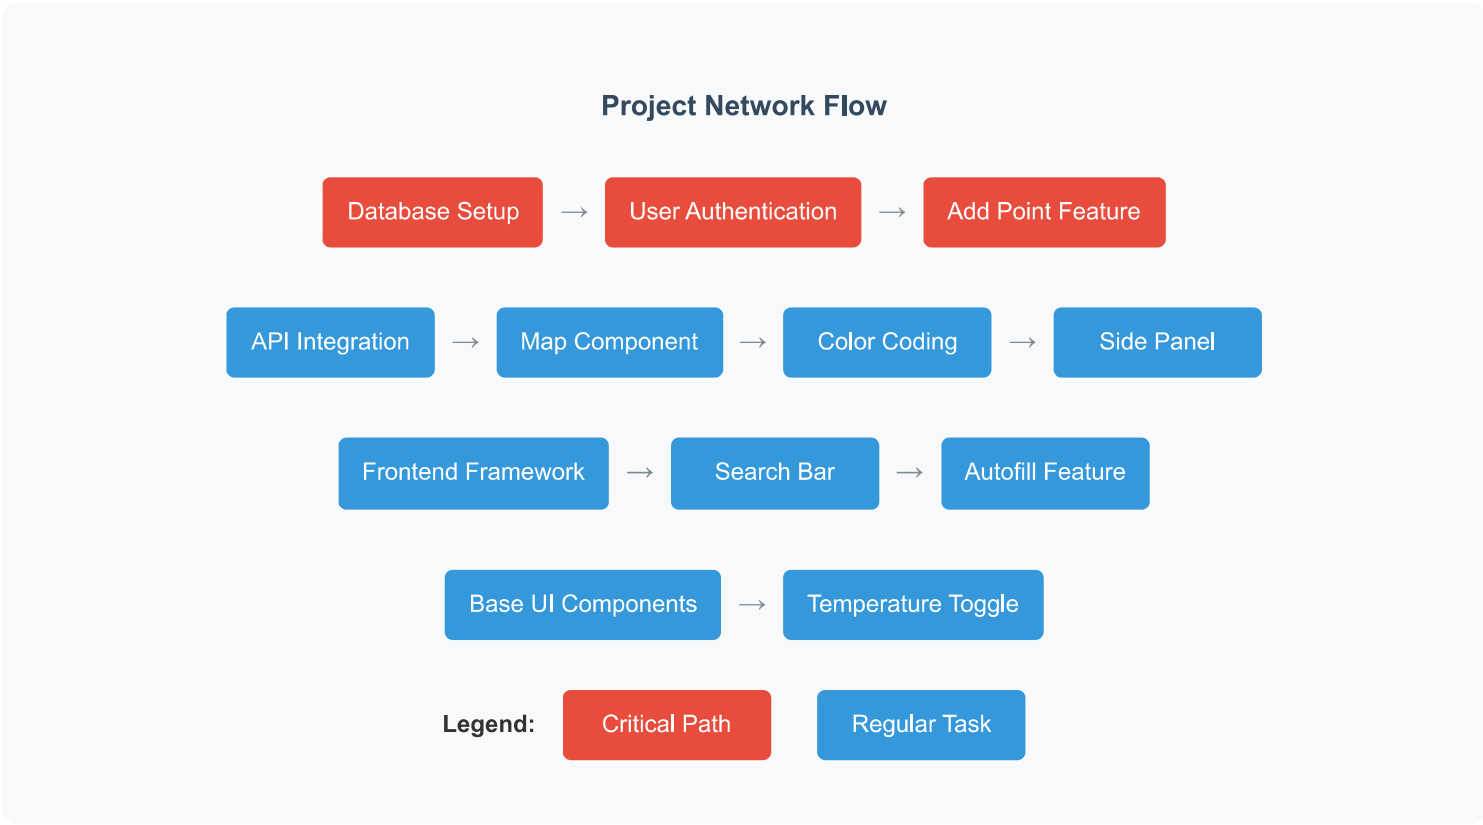 Project Network Flow
Database Setup → User Authentication → Add Point Feature
API Integration → Map Component → Color Coding → Side Panel
Frontend Framework → Search Bar → Autofill Feature
Base UI Components → Temperature Toggle
Legend: Critical Path Regular Task